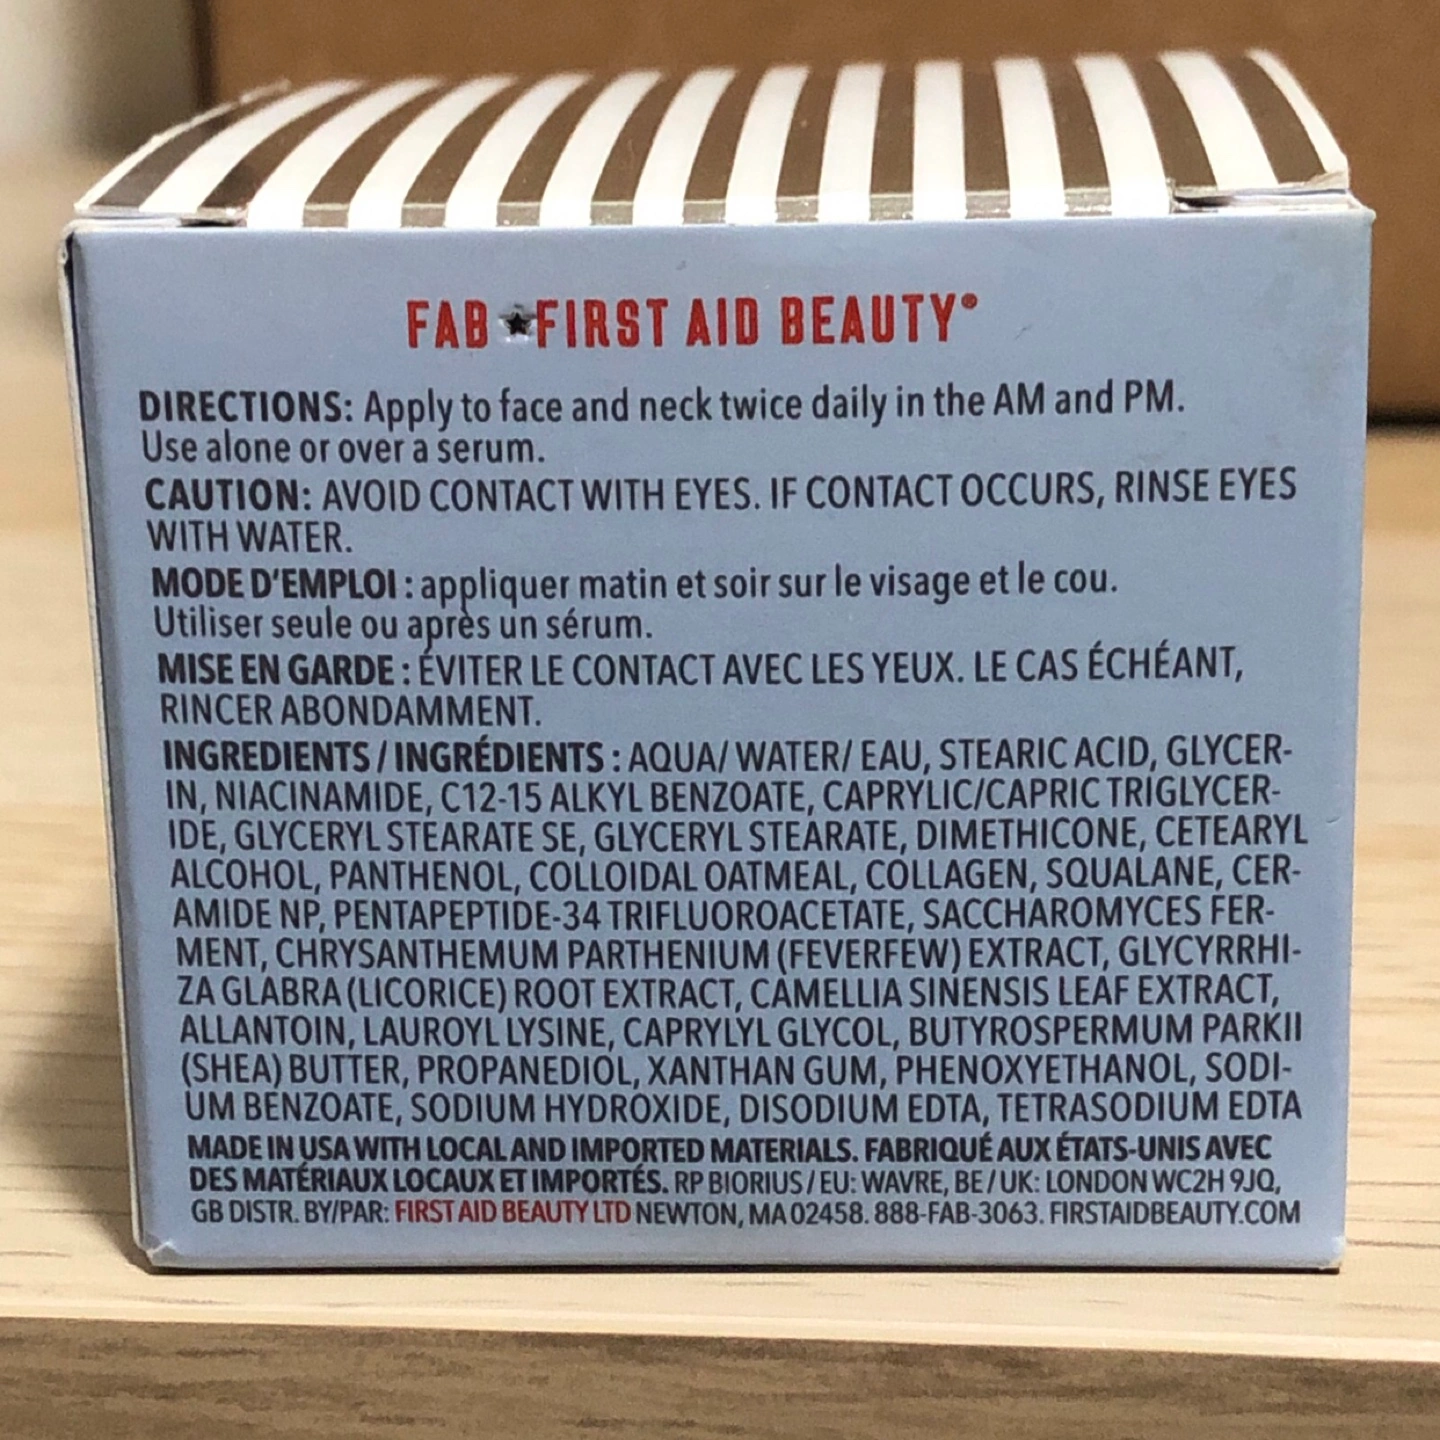 FAB ★ FIRST AID BEAUTY®
DIRECTIONS: Apply to face and neck twice daily in the AM and PM.
Use alone or over a serum.
CAUTION: AVOID CONTACT WITH EYES. IF CONTACT OCCURS, RINSE EYES
WITH WATER.
MODE D'EMPLOI : appliquer matin et soir sur le visage et le cou.
Utiliser seule ou après un sérum.
MISE EN GARDE : ÉVITER LE CONTACT AVEC LES YEUX. LE CAS ÉCHÉANT,
RINCER ABONDAMMENT.
INGREDIENTS / INGRÉDIENTS : AQUA/ WATER/ EAU, STEARIC ACID, GLYCER-
IN, NIACINAMIDE, C12-15 ALKYL BENZOATE, CAPRYLIC/CAPRIC TRIGLYCER-
IDE, GLYCERYL STEARATE SE, GLYCERYL STEARATE, DIMETHICONE, CETEARYL
ALCOHOL, PANTHENOL, COLLOIDAL OATMEAL, COLLAGEN, SQUALANE, CER-
AMIDE NP, PENTAPEPTIDE-34 TRIFLUOROACETATE, SACCHAROMYCES FER-
MENT, CHRYSANTHEMUM PARTHENIUM (FEVERFEW) EXTRACT, GLYCYRRHI-
ZA GLABRA (LICORICE) ROOT EXTRACT, CAMELLIA SINENSIS LEAF EXTRACT,
ALLANTOIN, LAUROYL LYSINE, CAPRYLYL GLYCOL, BUTYROSPERMUM PARKII
(SHEA) BUTTER, PROPANEDIOL, XANTHAN GUM, PHENOXYETHANOL, SODI-
UM BENZOATE, SODIUM HYDROXIDE, DISODIUM EDTA, TETRASODIUM EDTA
MADE IN USA WITH LOCAL AND IMPORTED MATERIALS. FABRIQUÉ AUX ÉTATS-UNIS AVEC
DES MATÉRIAUX LOCAUX ET IMPORTÉS. RP BIORIUS / EU: WAVRE, BE / UK: LONDON WC2H 9JQ,
GB DISTR. BY/PAR: FIRST AID BEAUTY LTD NEWTON, MA 02458. 888-FAB-3063. FIRSTAIDBEAUTY.COM